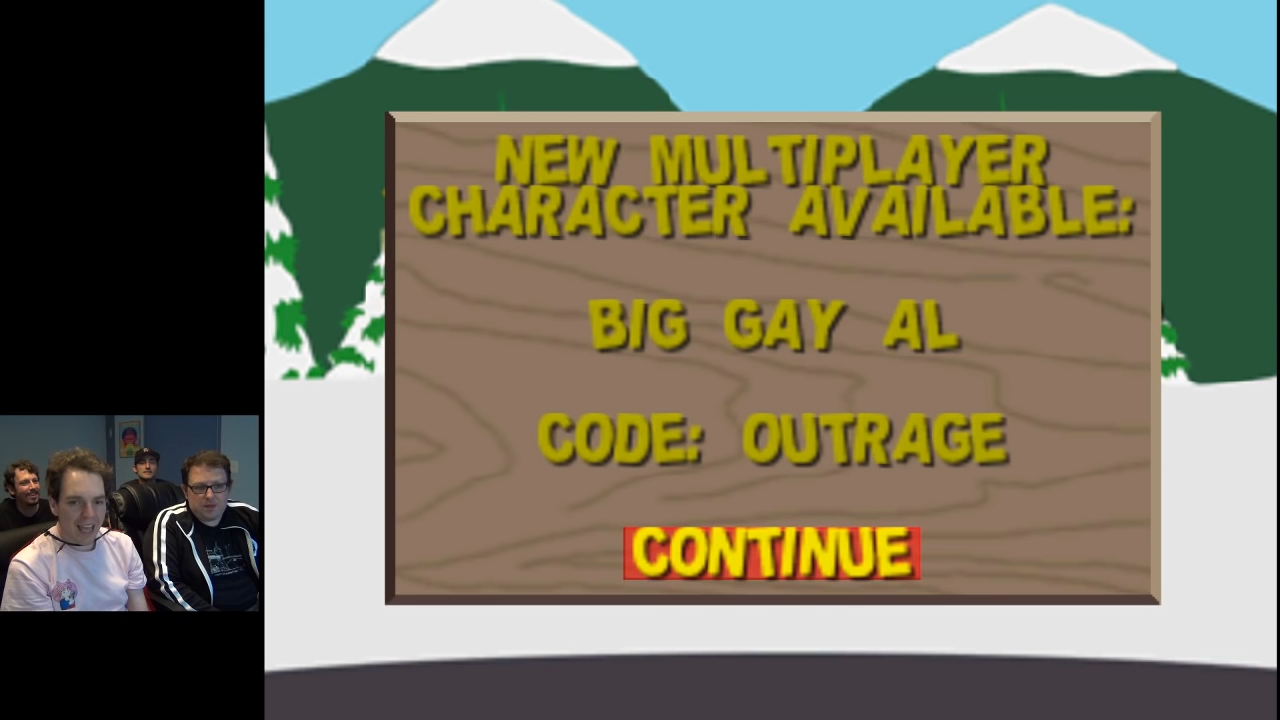 NEW MULTIPLAYER
CHARACTER AVAILABLE:
BIG GAY AL
CODE: OUTRAGE
CONTINUE